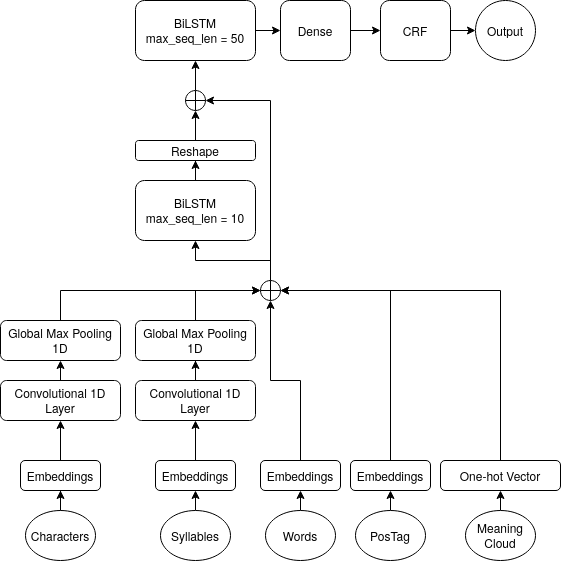 BiLSTM
max_seq_len = 50
Dense
CRF
Output
Reshape
BiLSTM
max_seq_len = 10
Global Max Pooling
1D
Global Max Pooling
1D
Convolutional 1D
Layer
Convolutional 1D
Layer
Embeddings
Embeddings
Embeddings
Embeddings
One-hot Vector
Characters
Syllables
Words
PosTag
Meaning
Cloud